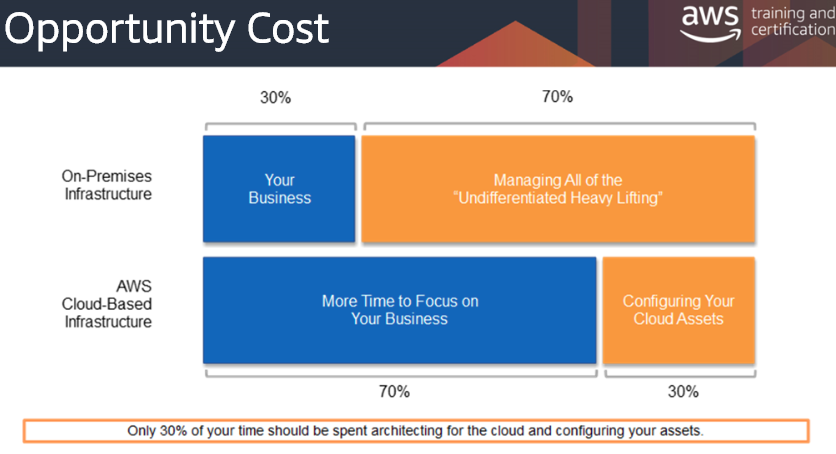 Opportunity Cost
aws training and
certification
30%
70%
On-Premises
Infrastructure
Your
Business
Managing All of the
“Undifferentiated Heavy Lifting”
AWS
Cloud-Based
Infrastructure
More Time to Focus on
Your Business
Configuring Your
Cloud Assets
70%
30%
Only 30% of your time should be spent architecting for the cloud and configuring your assets.